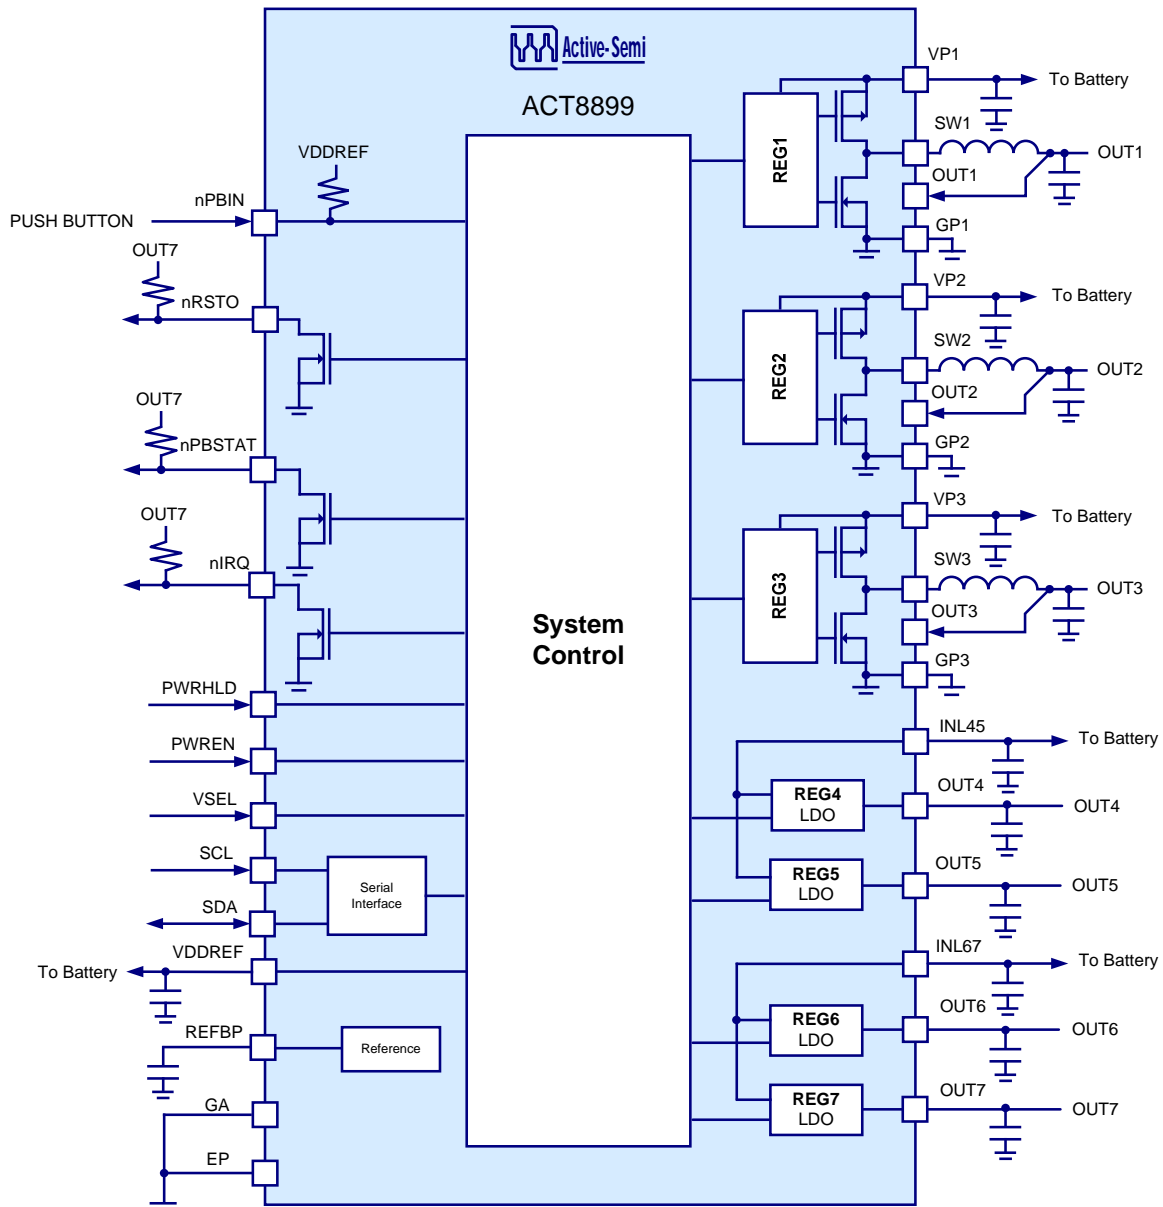 Active-Semi
ACT8899
VDDREF
nPBIN
PUSH BUTTON
OUT7
nRSTO
OUT7
nPBSTAT
OUT7
nIRQ
PWRHLD
PWREN
VSEL
SCL
SDA
Serial
Interface
VDDREF
To Battery
REFBP
Reference
GA
EP
System
Control
REG1
VP1
To Battery
SW1
OUT1
OUT1
GP1
REG2
VP2
To Battery
SW2
OUT2
OUT2
GP2
REG3
VP3
To Battery
SW3
OUT3
OUT3
GP3
INL45
To Battery
REG4
LDO
OUT4
OUT4
REG5
LDO
OUT5
OUT5
INL67
To Battery
REG6
LDO
OUT6
OUT6
REG7
LDO
OUT7
OUT7